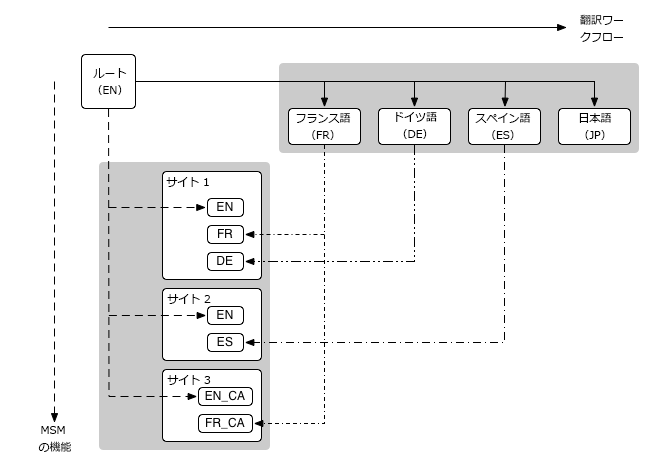 翻訳ワー
クフロー
ルート
（EN）
フランス語
（FR）
ドイツ語
（DE）
スペイン語
（ES）
日本語
（JP）
サイト 1
EN
FR
DE
サイト 2
EN
ES
サイト 3
EN_CA
FR_CA
MSM
の機能